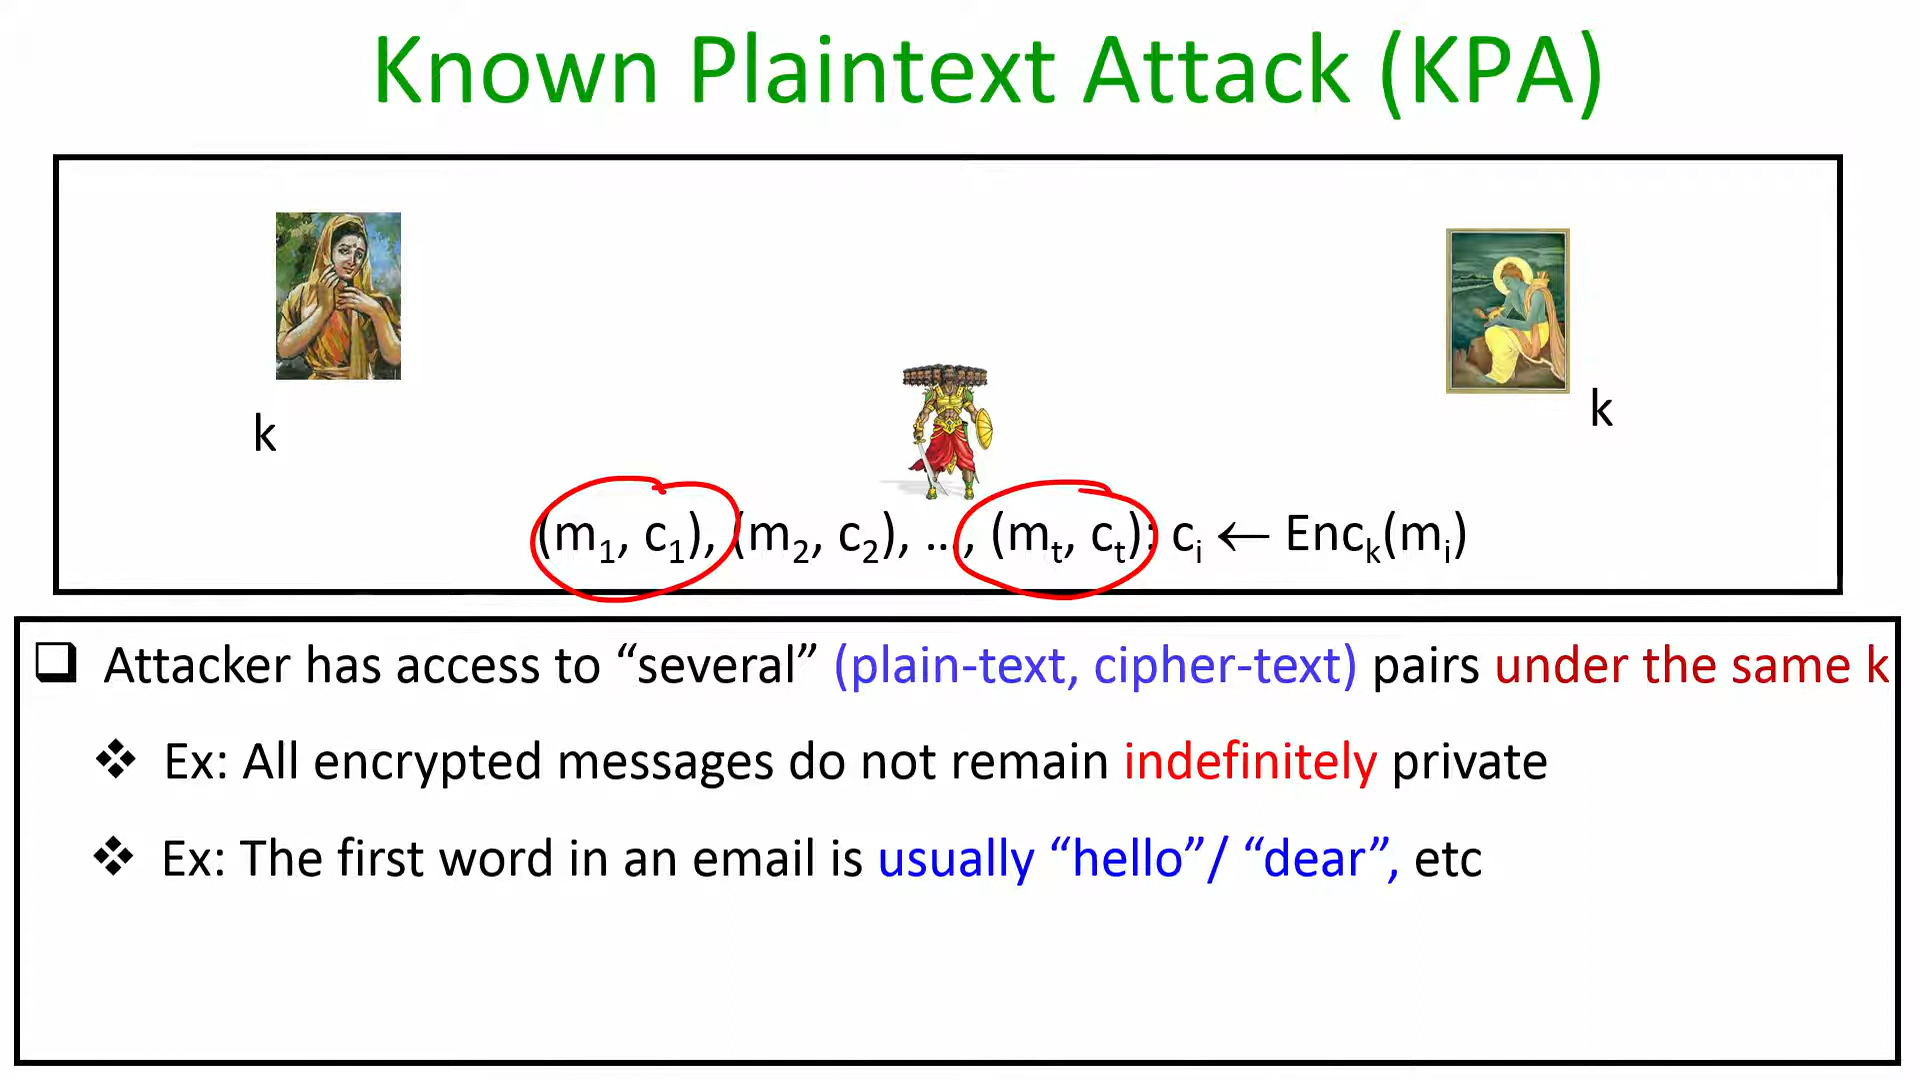 Known Plaintext Attack (KPA)
k
k
(m₁, c₁), (m₂, c₂), ..., (mₜ, cₜ): cᵢ ← Encₖ(mᵢ)
❑ Attacker has access to “several” (plain-text, cipher-text) pairs under the same k
❖ Ex: All encrypted messages do not remain indefinitely private
❖ Ex: The first word in an email is usually “hello”/ “dear”, etc